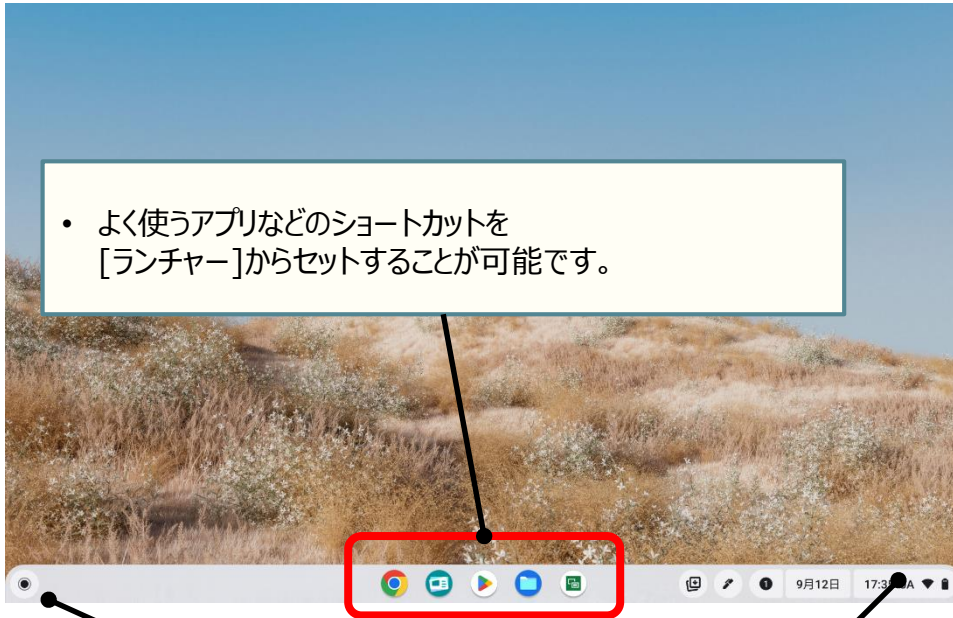 • よく使うアプリなどのショートカットを
[ランチャー]からセットすることが可能です。
1 9月12日